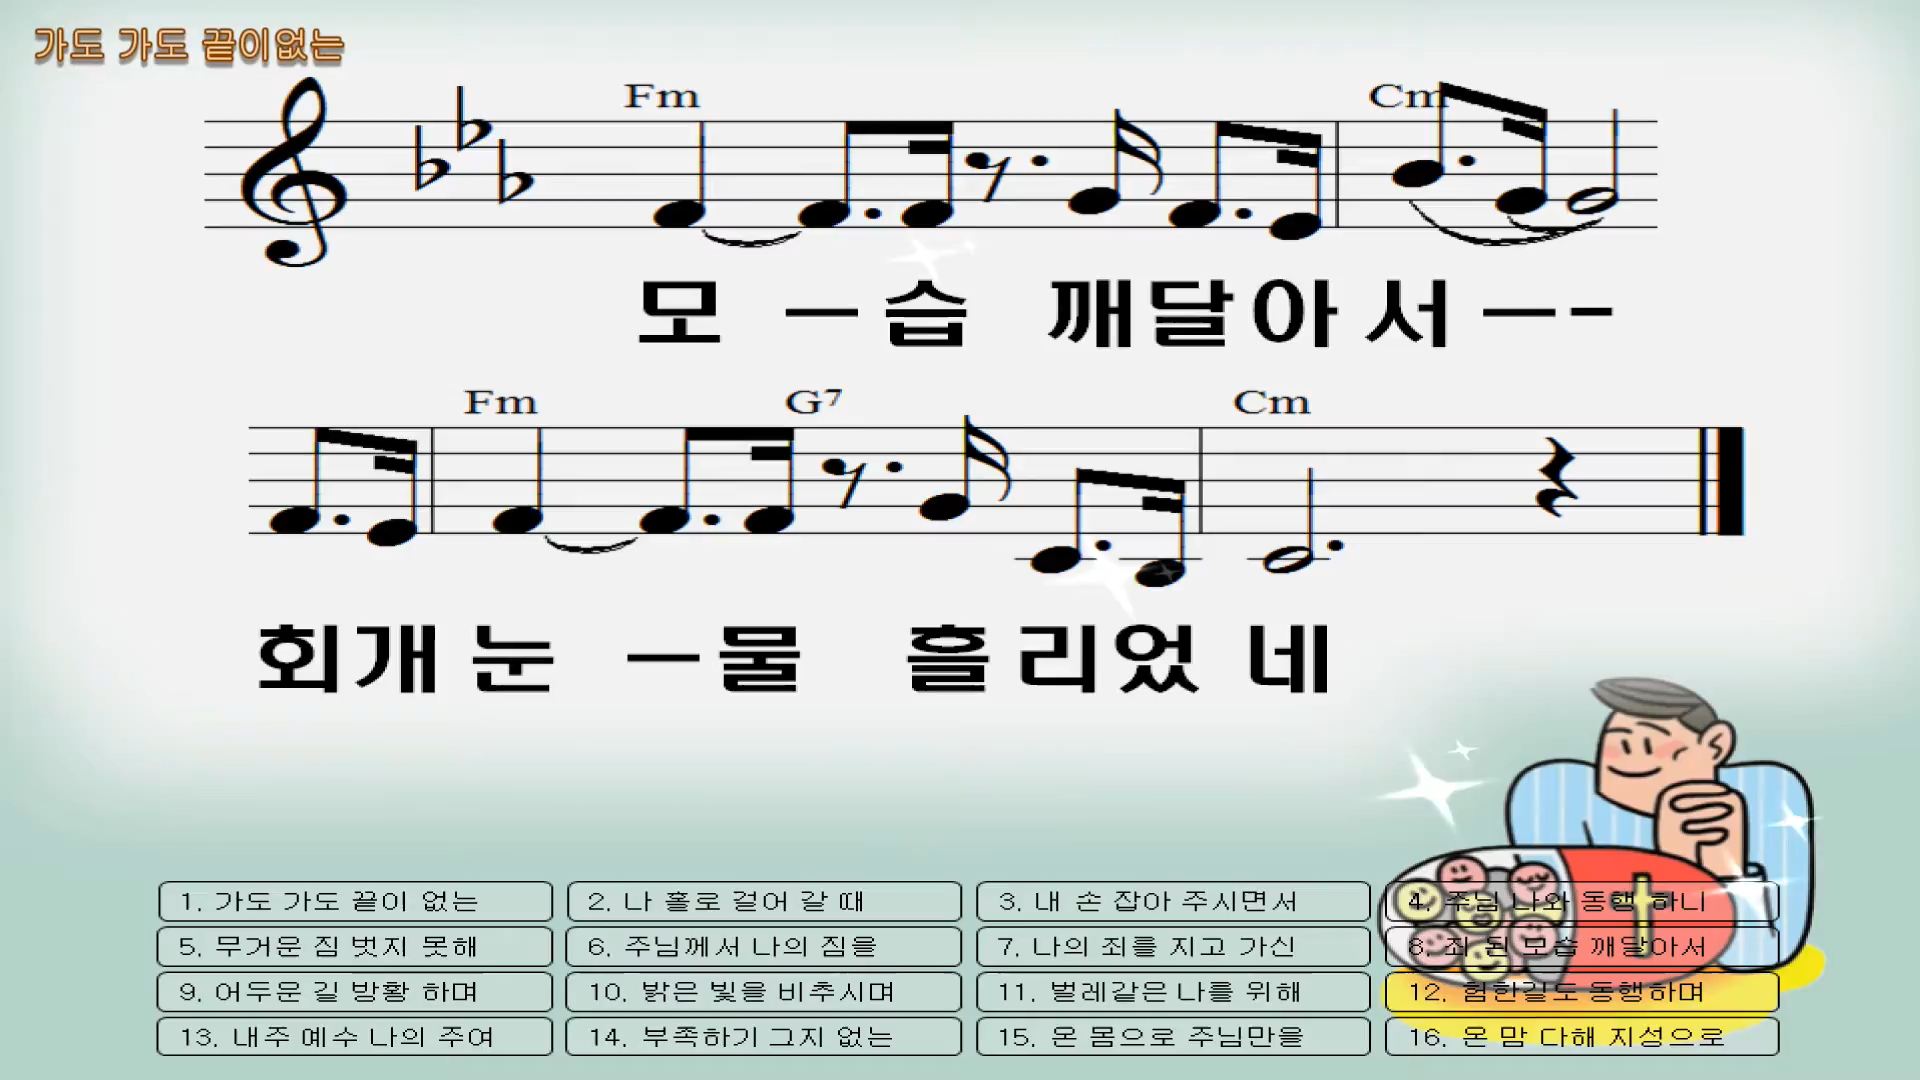 가도 가도 끝이없는
Fm Cm
모 ー습 깨달아서 ー-
Fm G7 Cm
회개눈 ー물 흘리었 네
1. 가도 가도 끝이 없는
2. 나 홀로 걸어 갈 때
3. 내 손 잡아 주시면서
4. 주님 나와 동행 하니
5. 무거운 짐 벗지 못해
6. 주님께서 나의 짐을
7. 나의 죄를 지고 가신
8. 죄 된 모습 깨달아서
9. 어두운 길 방황 하며
10. 밝은 빛을 비추시며
11. 벌레같은 나를 위해
12. 험한길도 동행하며
13. 내주 예수 나의 주여
14. 부족하기 그지 없는
15. 온 몸으로 주님만을
16. 온 맘 다해 지성으로